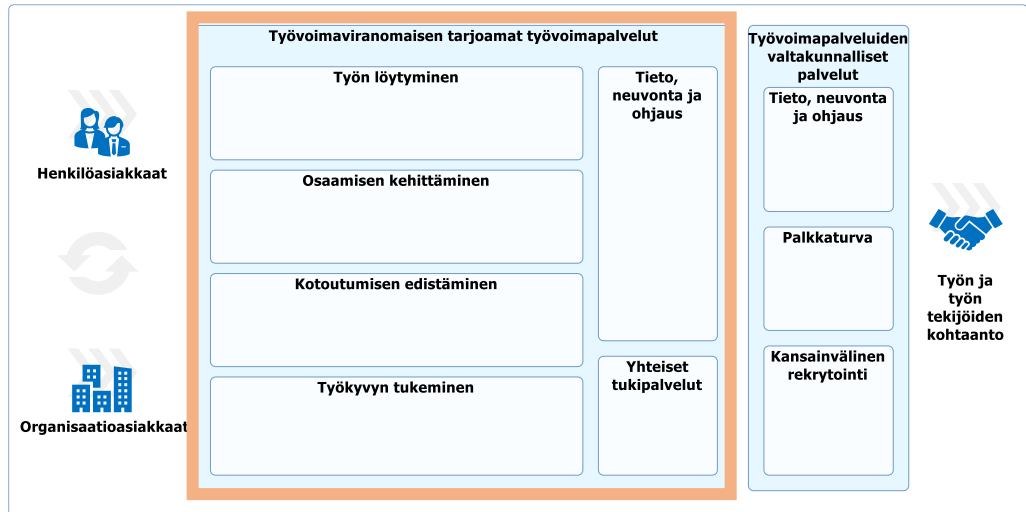 Henkilöasiakkaat
Organisaatioasiakkaat
Työvoimaviranomaisen tarjoamat työvoimapalvelut
Työn löytyminen
Osaamisen kehittäminen
Kotoutumisen edistäminen
Työkyvyn tukeminen
Tieto,
neuvonta ja
ohjaus
Yhteiset
tukipalvelut
Työvoimapalveluiden
valtakunnalliset
palvelut
Tieto, neuvonta
ja ohjaus
Palkkaturva
Kansainvälinen
rekrytointi
Työn ja
työn
tekijöiden
kohtaanto